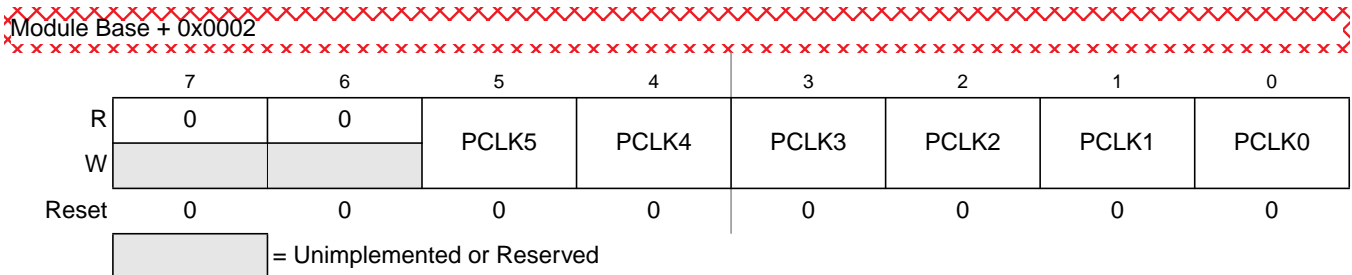 Module Base + 0x0002
7 6 5 4 3 2 1 0
R 0 0 PCLK5 PCLK4 PCLK3 PCLK2 PCLK1 PCLK0
W
Reset 0 0 0 0 0 0 0 0
= Unimplemented or Reserved